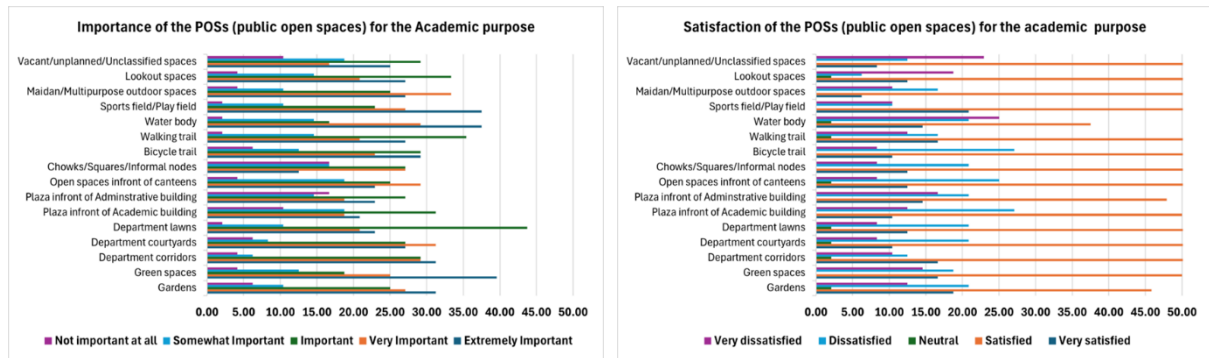 Importance of the POSs (public open spaces) for the Academic purpose
Vacant/unplanned/Unclassified spaces
Lookout spaces
Maidan/Multipurpose outdoor spaces
Sports field/Play field
Water body
Walking trail
Bicycle trail
Chowks/Squares/Informal nodes
Open spaces infront of canteens
Plaza infront of Adminstrative building
Plaza infront of Academic building
Department lawns
Department courtyards
Department corridors
Green spaces
Gardens
0.00 5.00 10.00 15.00 20.00 25.00 30.00 35.00 40.00 45.00 50.00
Not important at all Somewhat Important Important Very Important Extremely Important
Satisfaction of the POSs (public open spaces) for the academic purpose
Vacant/unplanned/Unclassified spaces
Lookout spaces
Maidan/Multipurpose outdoor spaces
Sports field/Play field
Water body
Walking trail
Bicycle trail
Chowks/Squares/Informal nodes
Open spaces infront of canteens
Plaza infront of Adminstrative building
Plaza infront of Academic building
Department lawns
Department courtyards
Department corridors
Green spaces
Gardens
0.00 5.00 10.00 15.00 20.00 25.00 30.00 35.00 40.00 45.00 50.00
Very dissatisfied Dissatisfied Neutral Satisfied Very satisfied